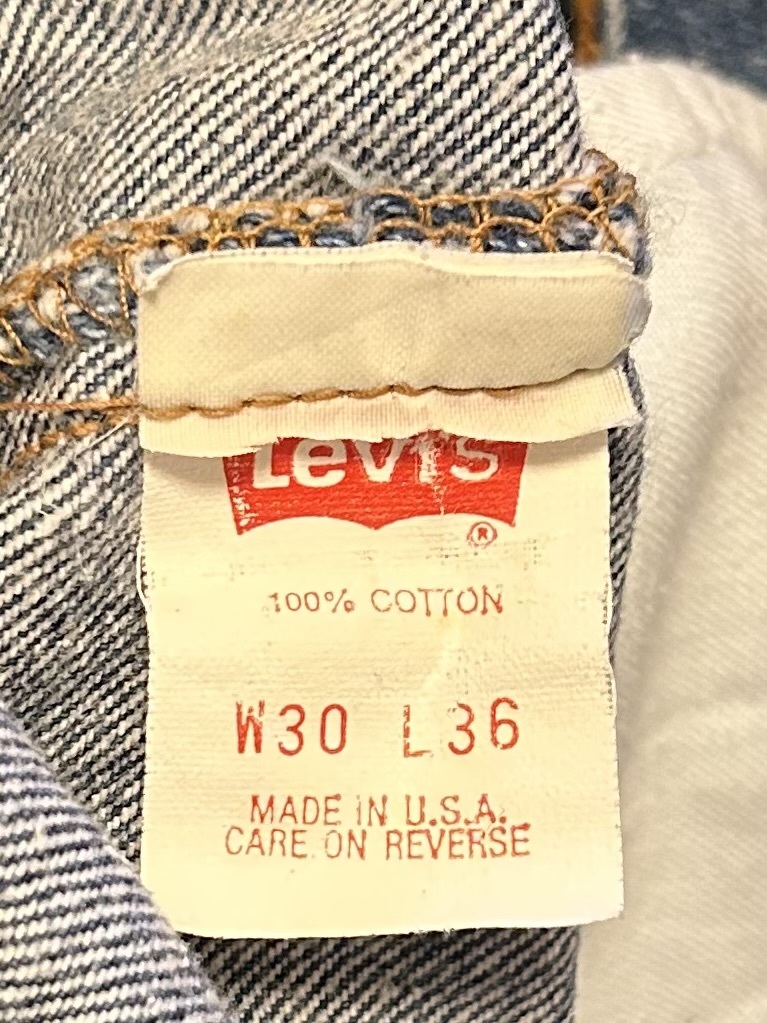 Levi's
®
100% COTTON
W30 L36
MADE IN U.S.A.
CARE ON REVERSE